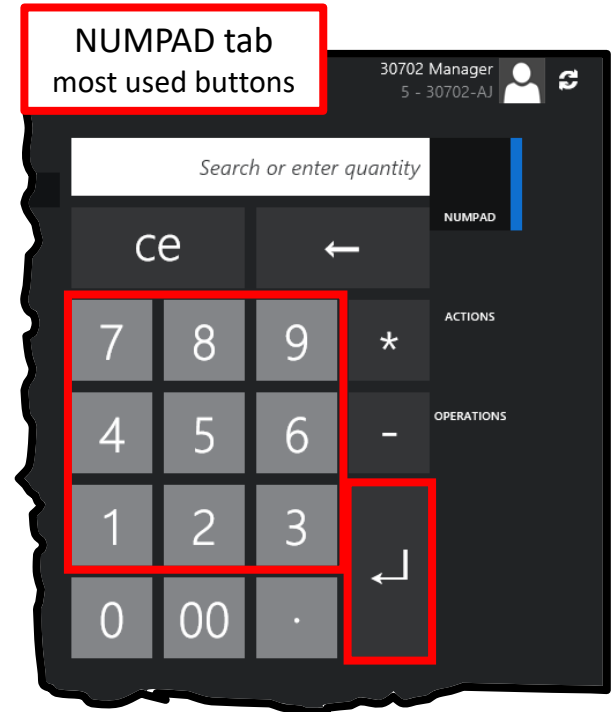 NUMPAD tab
most used buttons
30702 Manager
5 - 30702-AJ
Search or enter quantity
NUMPAD
ce ←
ACTIONS
7 8 9 *
OPERATIONS
4 5 6 -
1 2 3
↵
0 00 .